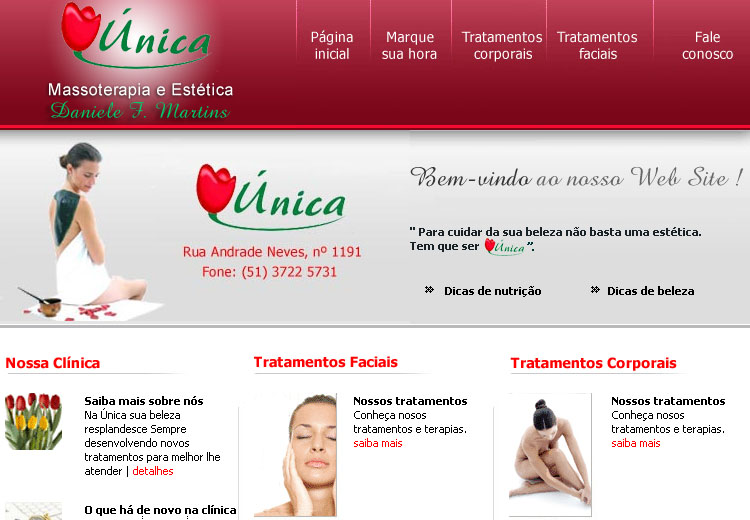 Única
Massoterapia e Estética
Daniele F. Martins
Página
inicial
Marque
sua hora
Tratamentos
corporais
Tratamentos
faciais
Fale
conosco
Única
Rua Andrade Neves, nº 1191
Fone: (51) 3722 5731
Bem-vindo ao nosso Web Site !
" Para cuidar da sua beleza não basta uma estética.
Tem que ser Única ”.
Dicas de nutrição
Dicas de beleza
Nossa Clínica
Saiba mais sobre nós
Na Única sua beleza
resplandesce Sempre
desenvolvendo novos
tratamentos para melhor lhe
atender | detalhes
O que há de novo na clínica
Tratamentos Faciais
Nossos tratamentos
Conheça nosos
tratamentos e terapias.
saiba mais
Tratamentos Corporais
Nossos tratamentos
Conheça nosos
tratamentos e terapias.
saiba mais